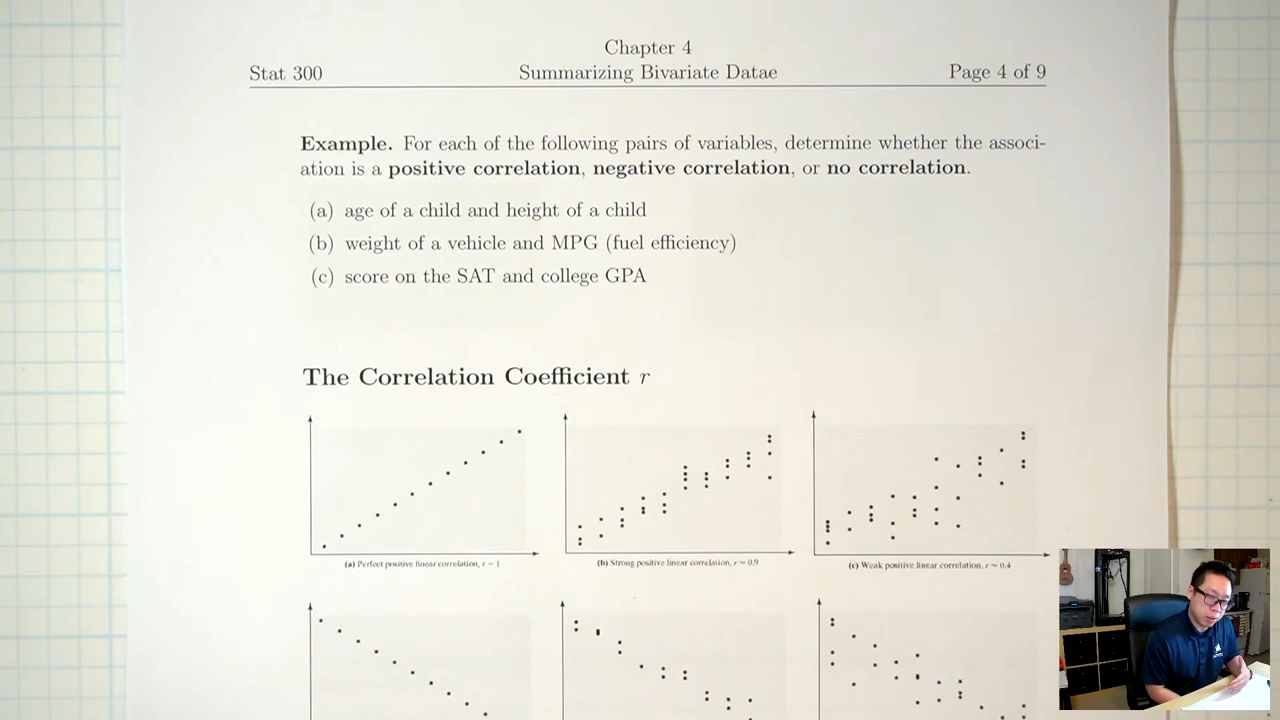 Chapter 4
Stat 300 Summarizing Bivariate Datae Page 4 of 9
Example. For each of the following pairs of variables, determine whether the associ-
ation is a positive correlation, negative correlation, or no correlation.
(a) age of a child and height of a child
(b) weight of a vehicle and MPG (fuel efficiency)
(c) score on the SAT and college GPA
The Correlation Coefficient r
(a) Perfect positive linear correlation, r = 1
(b) Strong positive linear correlation, r = 0.9
(c) Weak positive linear correlation, r = 0.4